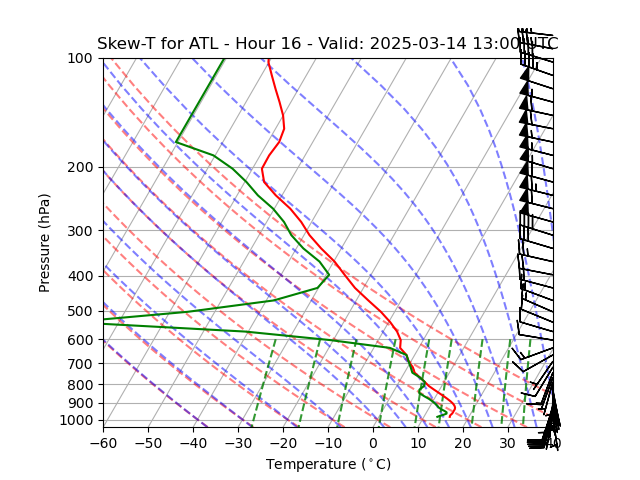 Skew-T for ATL - Hour 16 - Valid: 2025-03-14 13:00 UTC
100
200
300
400
500
600
700
800
900
1000
Pressure (hPa)
−60 −50 −40 −30 −20 −10 0 10 20 30 40
Temperature (°C)